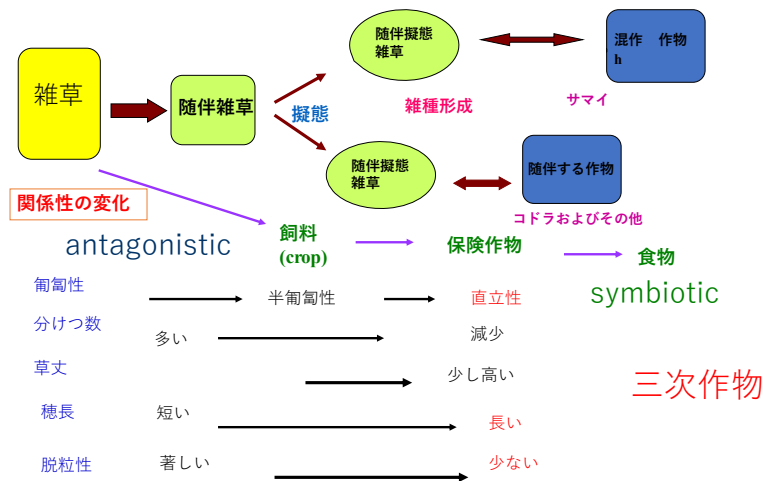 雑草
随伴雑草
擬態
随伴擬態
雑草
雑種形成
混作　作物
h
サマイ
随伴擬態
雑草
随伴する作物
コドラおよびその他
関係性の変化
antagonistic
飼料
(crop)
保険作物
食物
symbiotic
匍匐性
半匍匐性
直立性
分けつ数
多い
減少
草丈
少し高い
三次作物
穂長
短い
長い
脱粒性
著しい
少ない